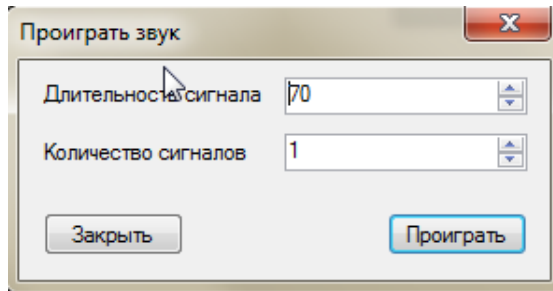 Проиграть звук
Длительность сигнала 70
Количество сигналов 1
Закрыть Проиграть